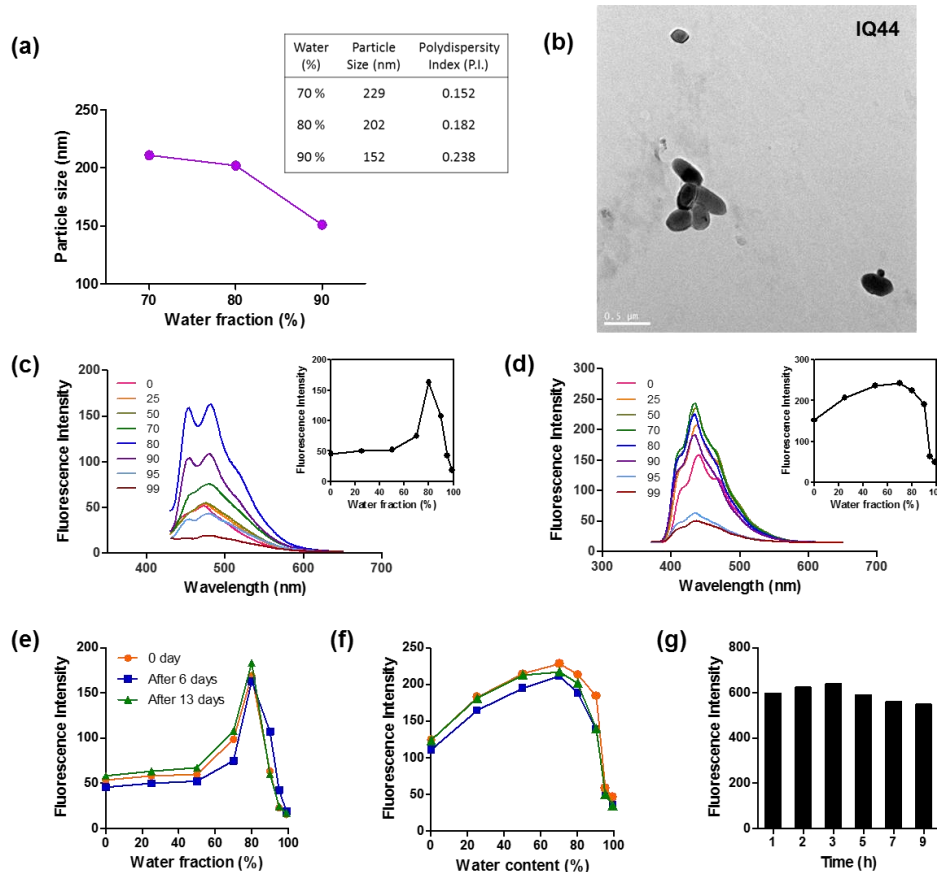 (a)
Water (%) Particle Size (nm) Polydispersity Index (P.I.)
70 % 229 0.152
80 % 202 0.182
90 % 152 0.238
250
200
150
100
Particle size (nm)
70 80 90
Water fraction (%)
(b)
IQ44
0.5 µm
(c)
200
150
100
50
0
Fluorescence Intensity
400 500 600 700
Wavelength (nm)
0
25
50
70
80
90
95
99
200
150
100
50
0
Fluorescence Intensity
0 20 40 60 80 100
Water fraction (%)
(d)
300
250
200
150
100
50
0
Fluorescence Intensity
300 400 500 600 700
Wavelength (nm)
0
25
50
70
80
90
95
99
300
200
100
0
Fluorescence Intensity
0 20 40 60 80 100
Water fraction (%)
(e)
200
150
100
50
0
Fluorescence Intensity
0 day
After 6 days
After 13 days
0 20 40 60 80 100
Water fraction (%)
(f)
250
200
150
100
50
0
Fluorescence Intensity
0 20 40 60 80 100
Water content (%)
(g)
800
600
400
200
0
Fluorescence Intensity
1 2 3 5 7 9
Time (h)